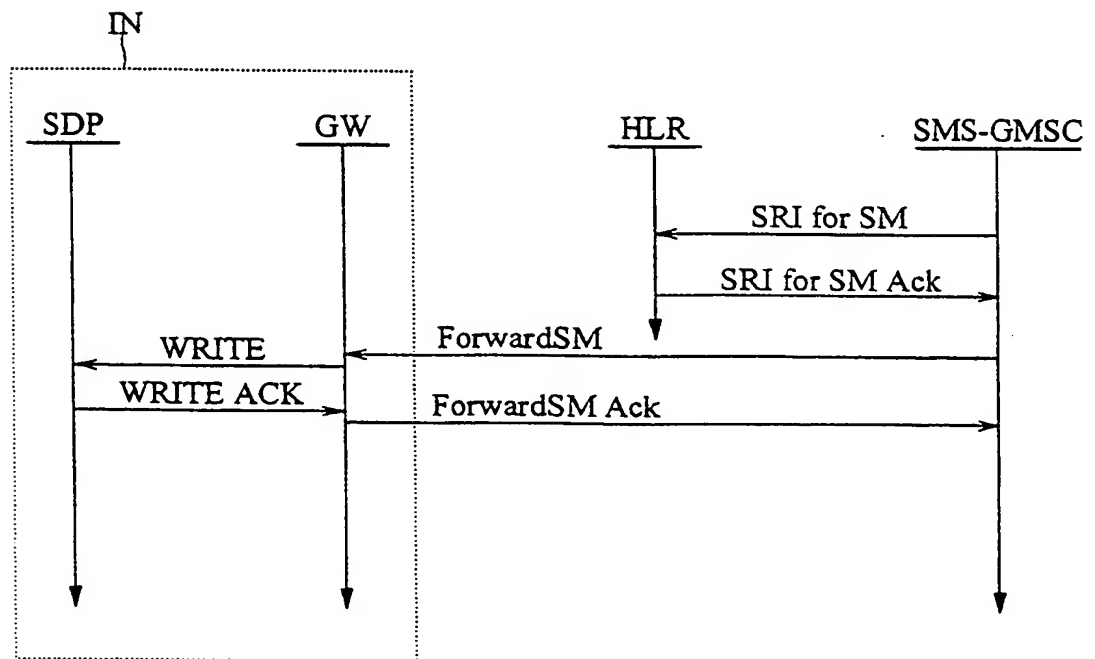 IN
SDP
GW
HLR
SMS-GMSC
SRI for SM
SRI for SM Ack
ForwardSM
WRITE
WRITE ACK
ForwardSM Ack